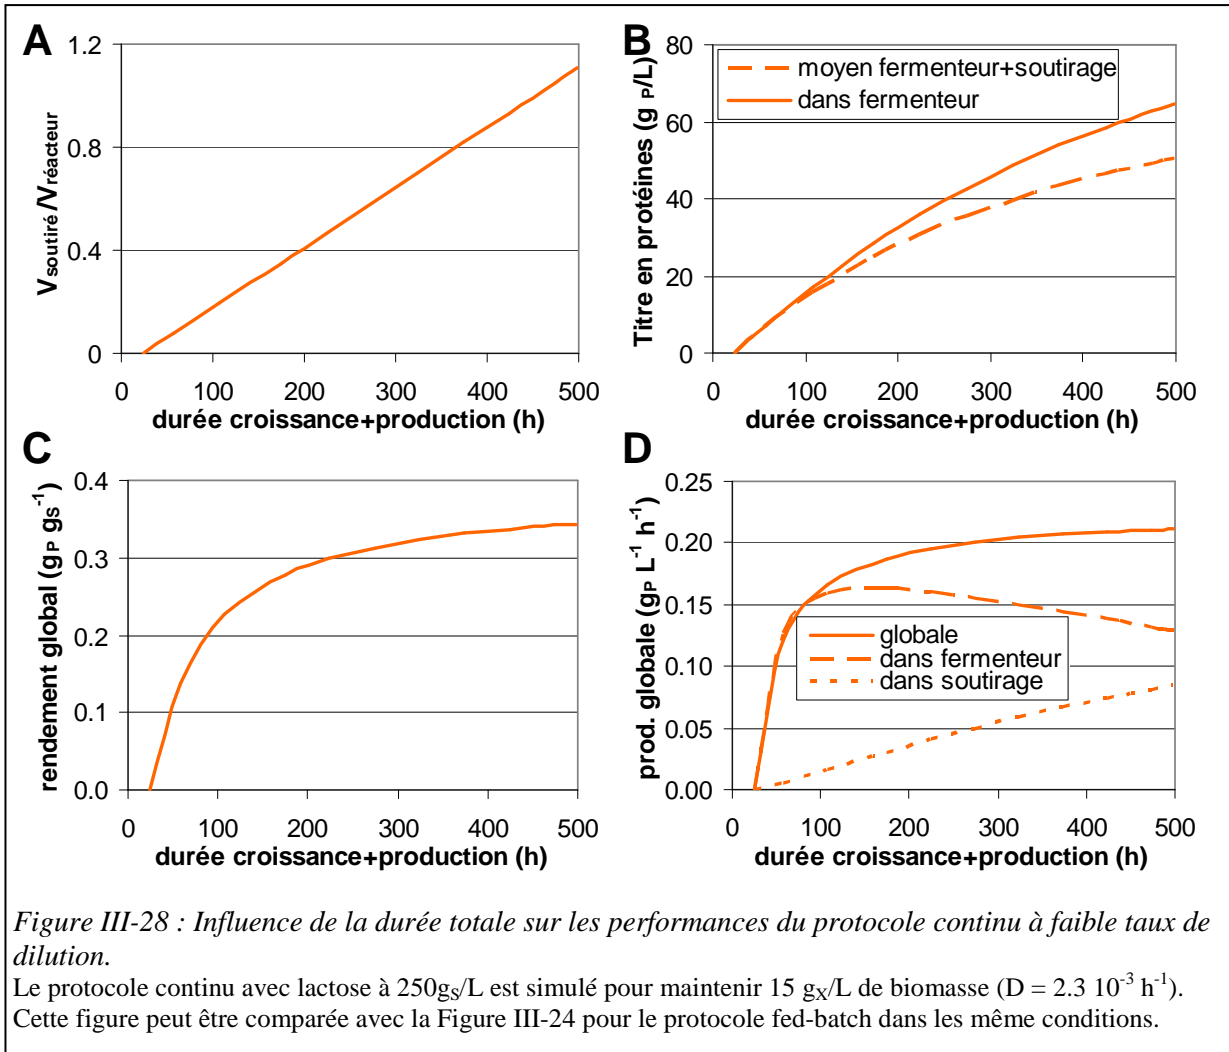 A
V soutiré /V réacteur
1.2
0.8
0.4
0
0 100 200 300 400 500
durée croissance+production (h)
B
Titre en protéines (g P/L)
80
60
40
20
0
moyen fermenteur+soutirage
dans fermenteur
0 100 200 300 400 500
durée croissance+production (h)
C
rendement global (gP gS-1)
0.4
0.3
0.2
0.1
0.0
0 100 200 300 400 500
durée croissance+production (h)
D
prod. globale (gP L-1 h-1)
0.25
0.20
0.15
0.10
0.05
0.00
globale
dans fermenteur
dans soutirage
0 100 200 300 400 500
durée croissance+production (h)
Figure III-28 : Influence de la durée totale sur les performances du protocole continu à faible taux de
dilution.
Le protocole continu avec lactose à 250gS/L est simulé pour maintenir 15 gX/L de biomasse (D = 2.3 10-3 h-1).
Cette figure peut être comparée avec la Figure III-24 pour le protocole fed-batch dans les même conditions.